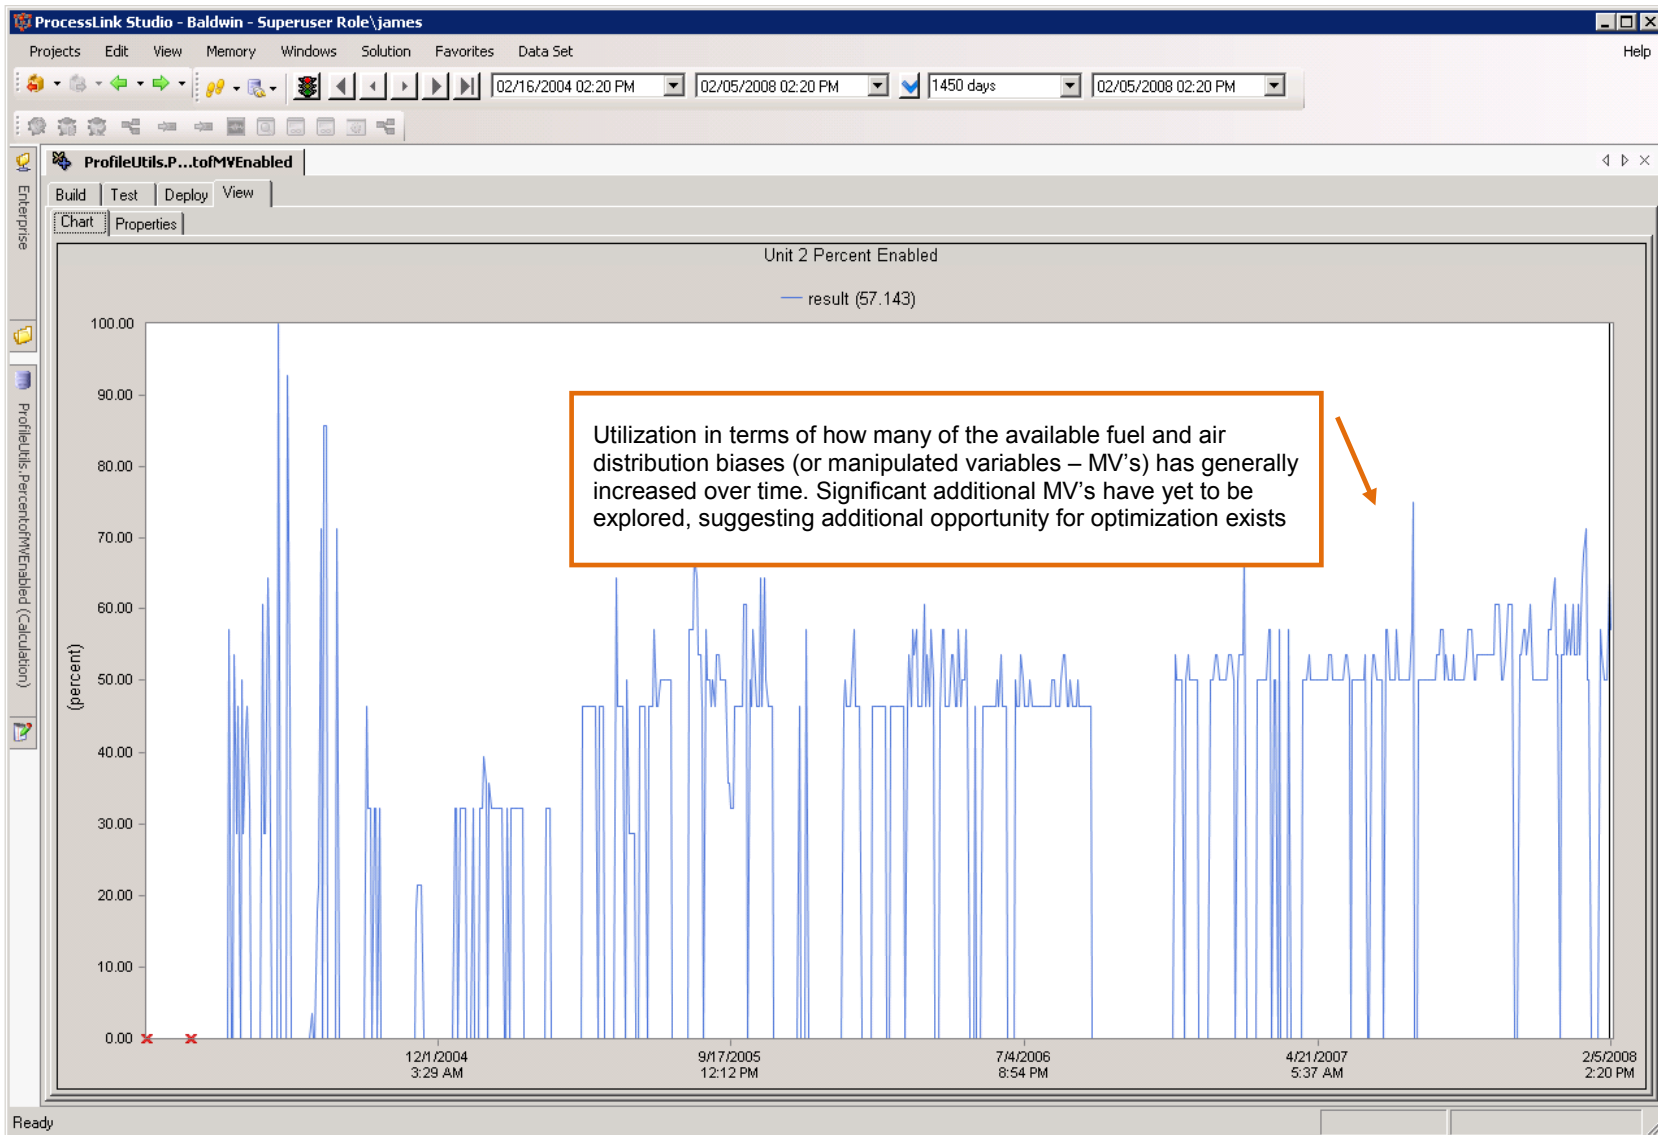 ProcessLink Studio - Baldwin - Superuser Role\james
Projects Edit View Memory Windows Solution Favorites Data Set Help
02/16/2004 02:20 PM 02/05/2008 02:20 PM 1450 days 02/05/2008 02:20 PM
Enterprise
ProfileUtils.PercentofMVEnabled (Calculation)
ProfileUtils.P...tofMVEnabled
Build Test Deploy View
Chart Properties
Unit 2 Percent Enabled
result (57.143)
100.00
90.00
80.00
70.00
60.00
50.00
40.00
30.00
20.00
10.00
0.00
(percent)
Utilization in terms of how many of the available fuel and air
distribution biases (or manipulated variables – MV's) has generally
increased over time. Significant additional MV's have yet to be
explored, suggesting additional opportunity for optimization exists
12/1/2004 9/17/2005 7/4/2006 4/21/2007 2/5/2008
3:29 AM 12:12 PM 8:54 PM 5:37 AM 2:20 PM
Ready